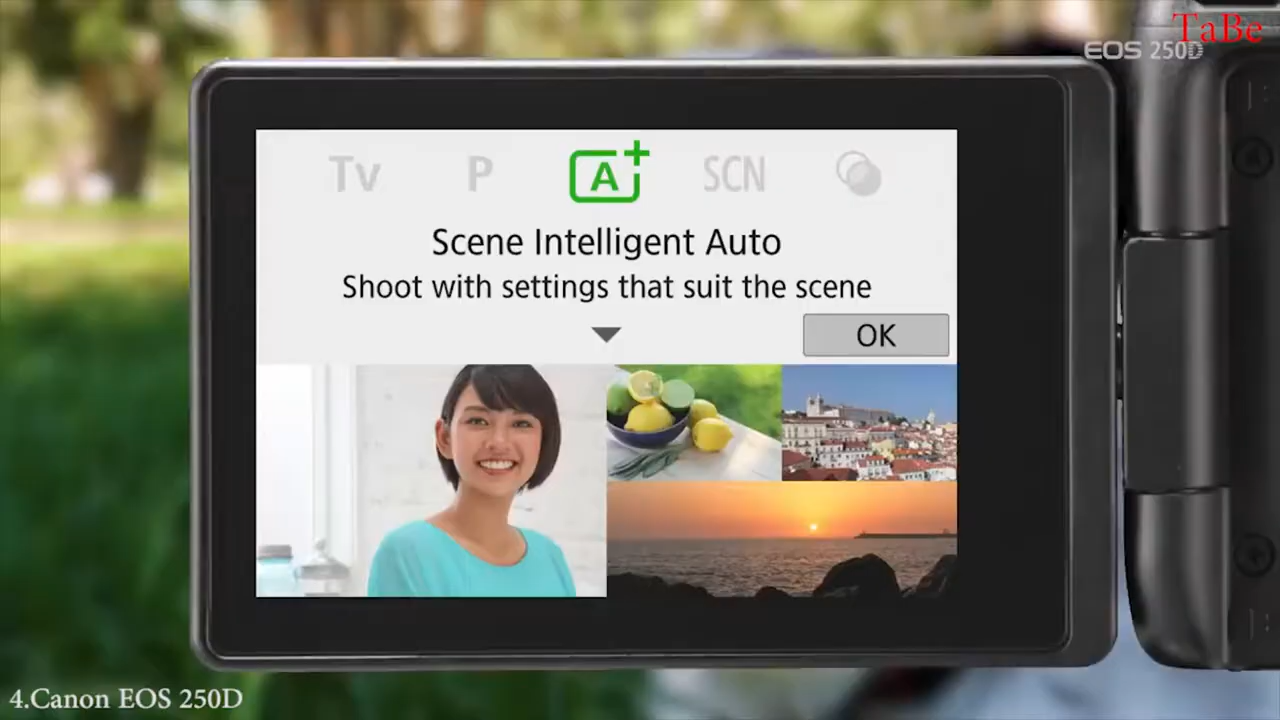 TaBe
EOS 250D
Tv P A+ SCN
Scene Intelligent Auto
Shoot with settings that suit the scene
OK
4.Canon EOS 250D